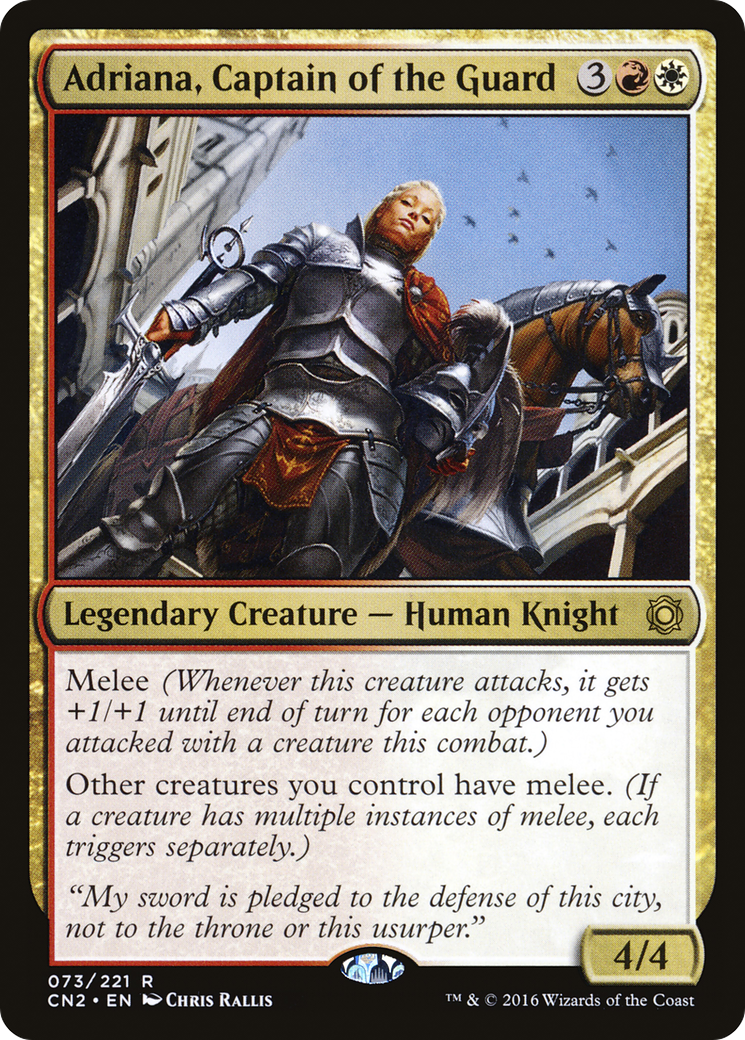 Adriana, Captain of the Guard 3
Legendary Creature — Human Knight
Melee (Whenever this creature attacks, it gets
+1/+1 until end of turn for each opponent you
attacked with a creature this combat.)
Other creatures you control have melee. (If
a creature has multiple instances of melee, each
triggers separately.)
“My sword is pledged to the defense of this city,
not to the throne or this usurper.”
4/4
073/221 R
CN2 • EN Chris Rallis
™ & © 2016 Wizards of the Coast